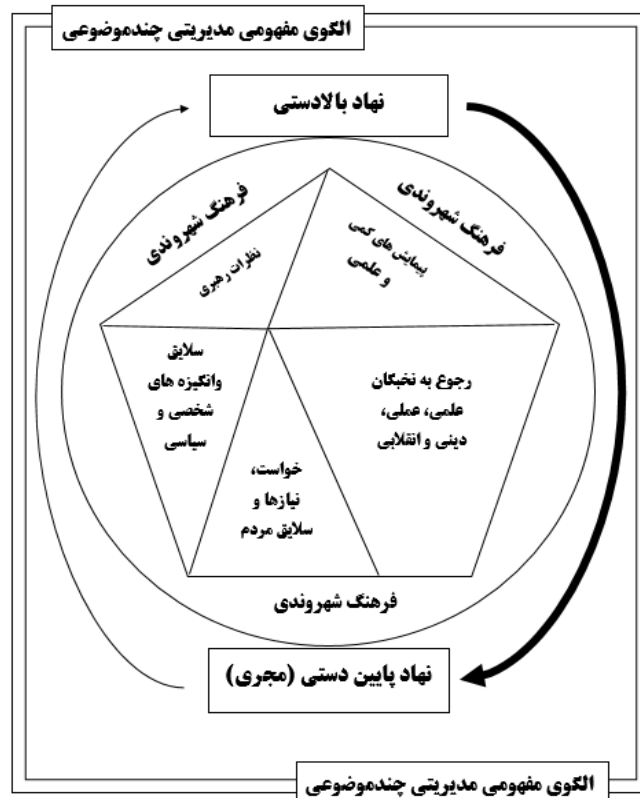 الگوی مفهومی مدیریتی چندموضوعی
نهاد بالادستی
فرهنگ شهروندی
فرهنگ شهروندی
پیمایش های کمی
و علمی
نظرات رهبری
سلایق
وانگیزه های
شخصی و
سیاسی
رجوع به نخبگان
علمی، عملی،
دینی و انقلابی
خواست،
نیازها و
سلایق مردم
فرهنگ شهروندی
نهاد پایین دستی (مجری)
الگوی مفهومی مدیریتی چندموضوعی